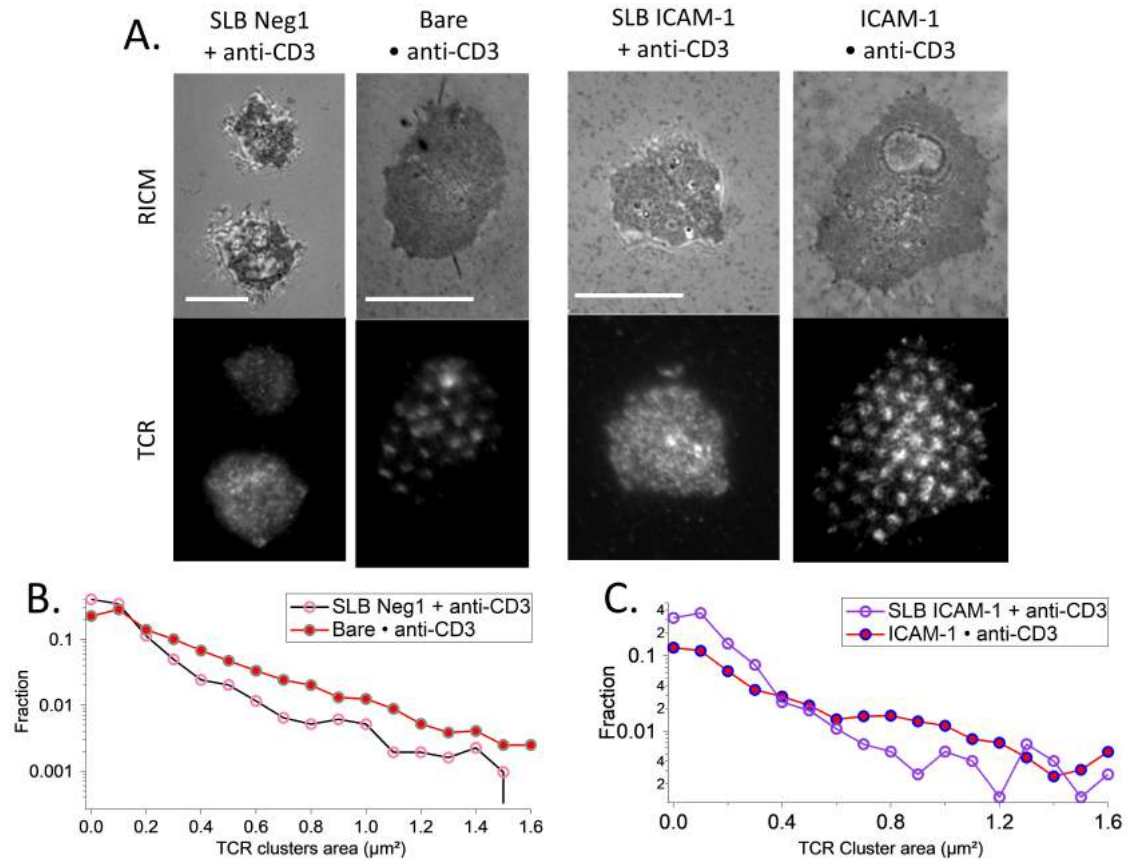 A.
SLB Neg1
+ anti-CD3
Bare
• anti-CD3
SLB ICAM-1
+ anti-CD3
ICAM-1
• anti-CD3
RICM
TCR
B.
SLB Neg1 + anti-CD3
Bare • anti-CD3
Fraction
0.1
0.01
0.001
0.0 0.2 0.4 0.6 0.8 1.0 1.2 1.4 1.6
TCR clusters area (µm²)
C.
SLB ICAM-1 + anti-CD3
ICAM-1 • anti-CD3
Fraction
4
2
0.1
4
2
0.01
4
2
0.0 0.4 0.8 1.2 1.6
TCR Cluster area (µm²)